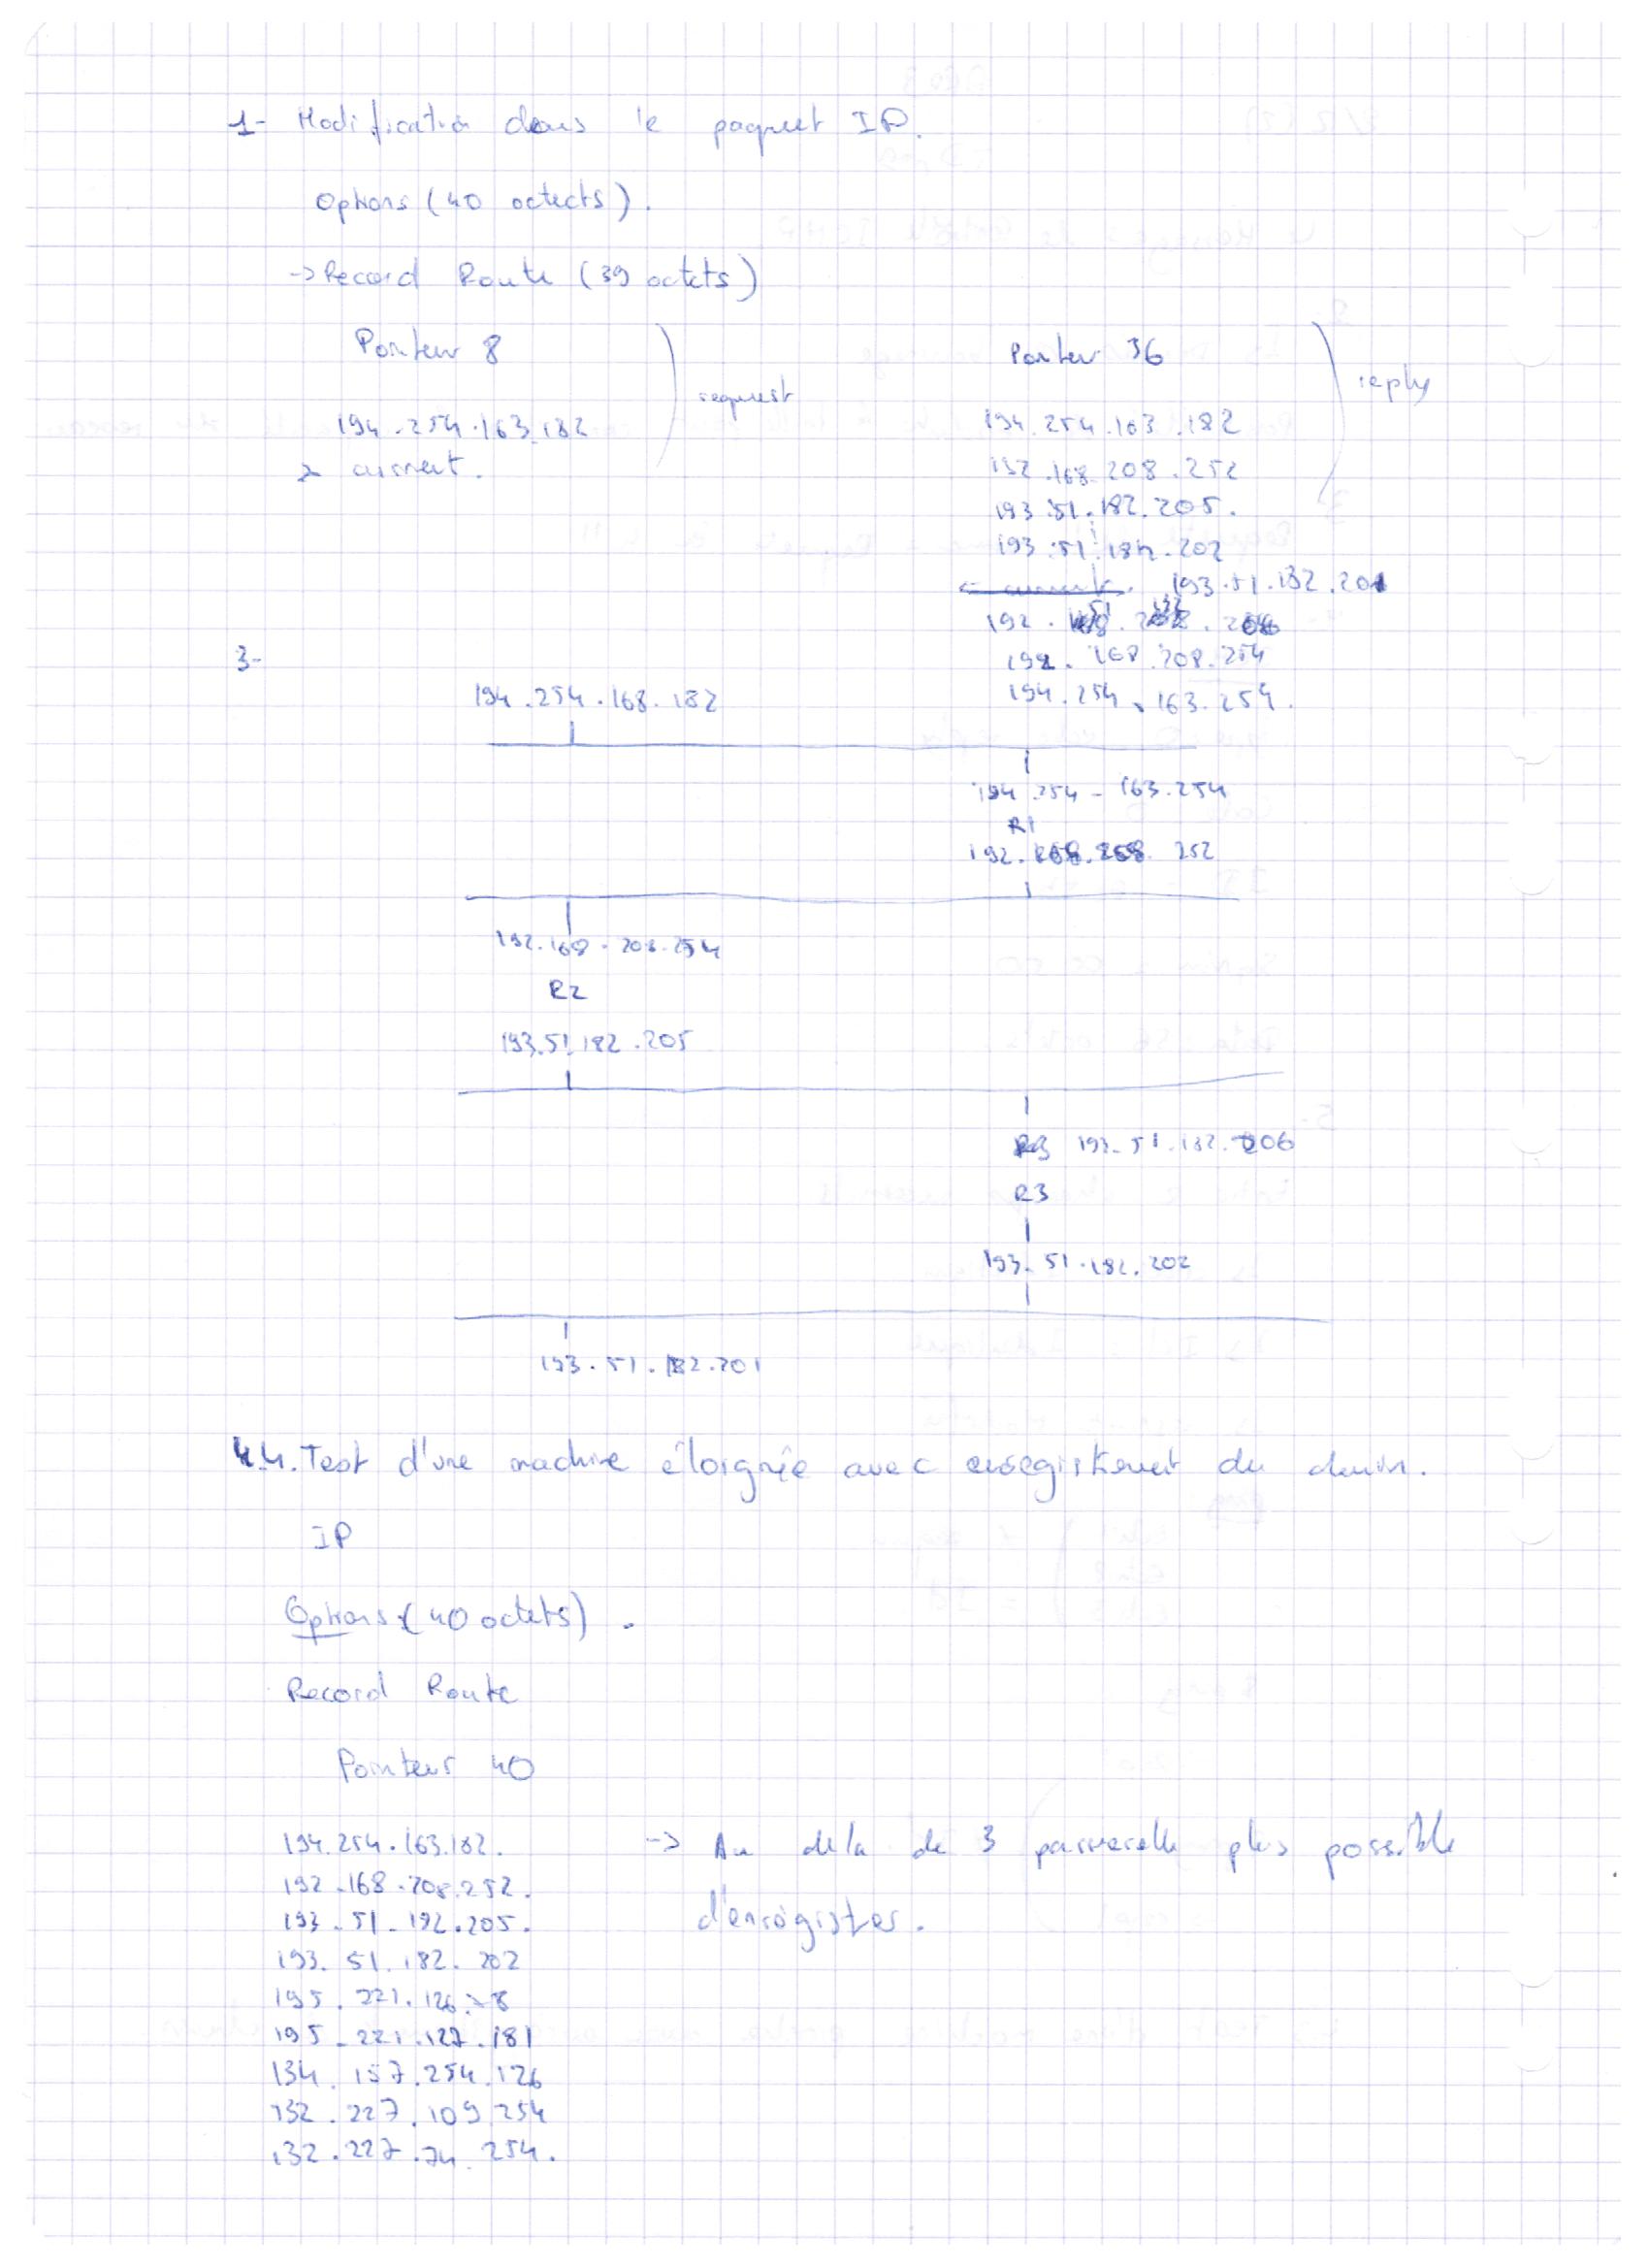 1- Modification dans le paquet IP.
Options (40 octects).
-> Record Route (39 octets)
Pointeur 8
request
194.254.163.182
current.
Pointeur 36
reply
194.254.163.182
192.168.208.252
193.51.182.205.
193.51.182.202
193.51.182.201
192.168.208.254
194.254.163.254.
3-
194.254.168.182
194.254-163.254
R1
192.168.208.252
192.168.208.254
R2
193.51.182.205
R3 193.51.182.206
R3
193.51.182.202
193.51.182.201
4.4. Test d'une machine éloignée avec enregistrement du chemin.
IP
Options (40 octets).
Record Route
Pointeur 40
194.254.163.182.
192.168.208.252.
193.51.192.205.
193.51.182.202
195.221.126.78
195.221.127.181
134.157.254.126
132.227.109.254
132.227.74.254.
-> Au dela de 3 passerelle plus possible
d'enrégistrer.